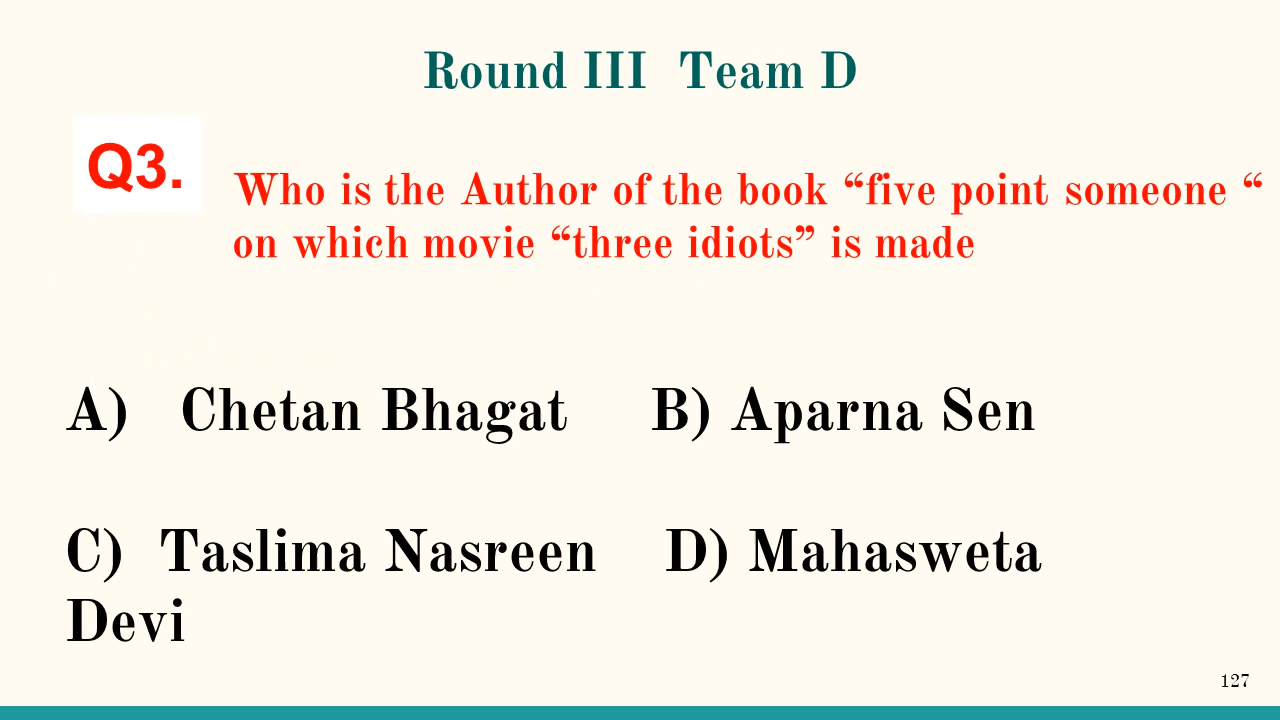 Round III  Team D
Q3.
Who is the Author of the book “five point someone “
on which movie “three idiots” is made
A)   Chetan Bhagat     B) Aparna Sen
C)  Taslima Nasreen    D) Mahasweta
Devi
127